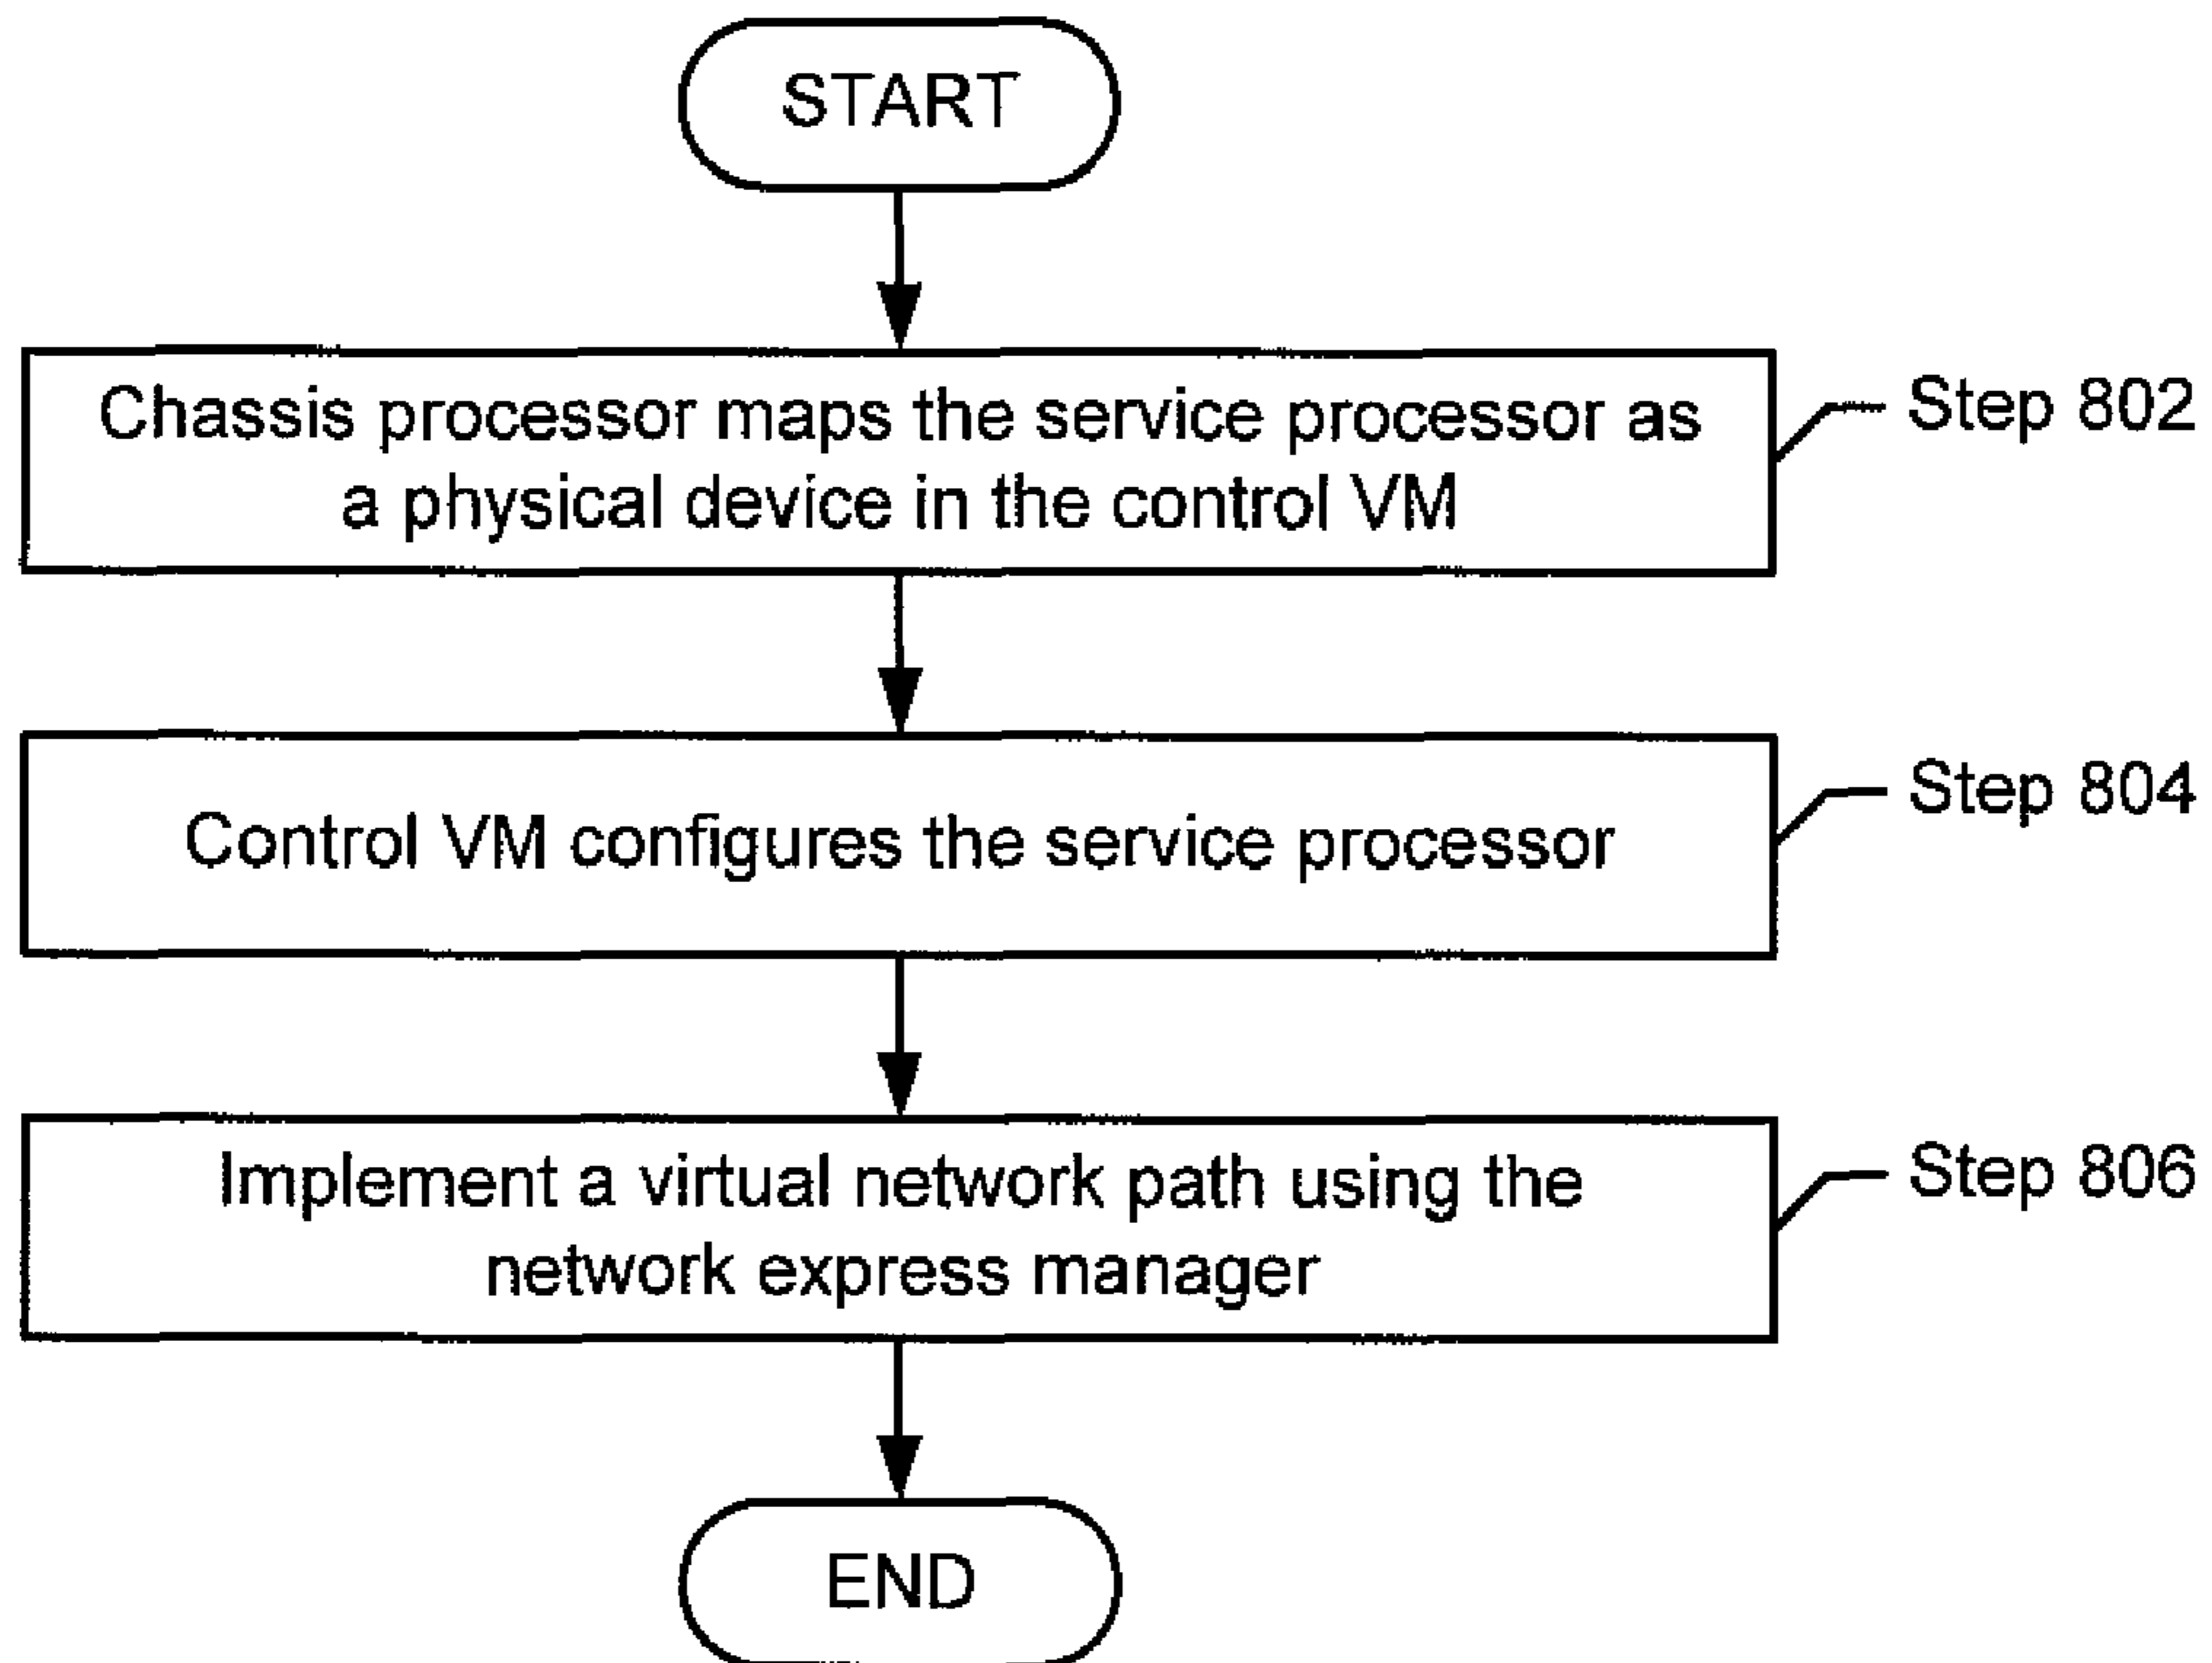 START
Chassis processor maps the service processor as
a physical device in the control VM
Step 802
Control VM configures the service processor
Step 804
Implement a virtual network path using the
network express manager
Step 806
END